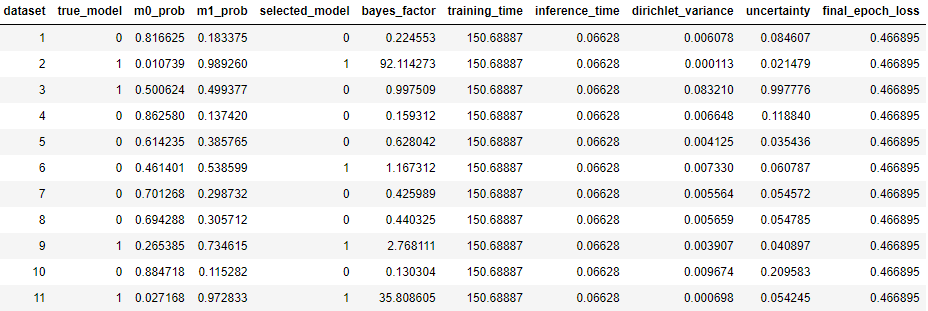 dataset true_model m0_prob m1_prob selected_model bayes_factor training_time inference_time dirichlet_variance uncertainty final_epoch_loss
1 0 0.816625 0.183375 0 0.224553 150.68887 0.06628 0.006078 0.084607 0.466895
2 1 0.010739 0.989260 1 92.114273 150.68887 0.06628 0.000113 0.021479 0.466895
3 1 0.500624 0.499377 0 0.997509 150.68887 0.06628 0.083210 0.997776 0.466895
4 0 0.862580 0.137420 0 0.159312 150.68887 0.06628 0.006648 0.118840 0.466895
5 0 0.614235 0.385765 0 0.628042 150.68887 0.06628 0.004125 0.035436 0.466895
6 0 0.461401 0.538599 1 1.167312 150.68887 0.06628 0.007330 0.060787 0.466895
7 0 0.701268 0.298732 0 0.425989 150.68887 0.06628 0.005564 0.054572 0.466895
8 0 0.694288 0.305712 0 0.440325 150.68887 0.06628 0.005659 0.054785 0.466895
9 1 0.265385 0.734615 1 2.768111 150.68887 0.06628 0.003907 0.040897 0.466895
10 0 0.884718 0.115282 0 0.130304 150.68887 0.06628 0.009674 0.209583 0.466895
11 1 0.027168 0.972833 1 35.808605 150.68887 0.06628 0.000698 0.054245 0.466895